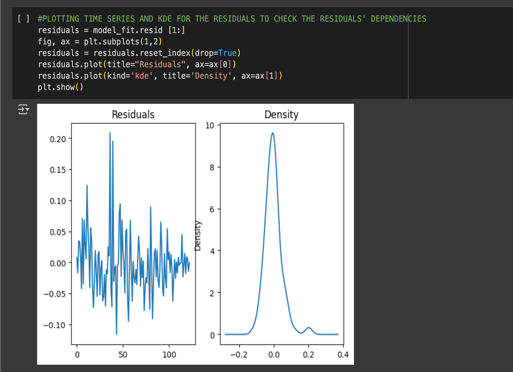 [ ] #PLOTTING TIME SERIES AND KDE FOR THE RESIDUALS TO CHECK THE RESIDUALS' DEPENDENCIES
residuals = model_fit.resid [1:]
fig, ax = plt.subplots(1,2)
residuals = residuals.reset_index(drop=True)
residuals.plot(title="Residuals", ax=ax[0])
residuals.plot(kind='kde', title='Density', ax=ax[1])
plt.show()
Residuals
0.20
0.15
0.10
0.05
0.00
−0.05
−0.10
0
50
100
Density
Density
10
8
6
4
2
0
−0.2
0.0
0.2
0.4